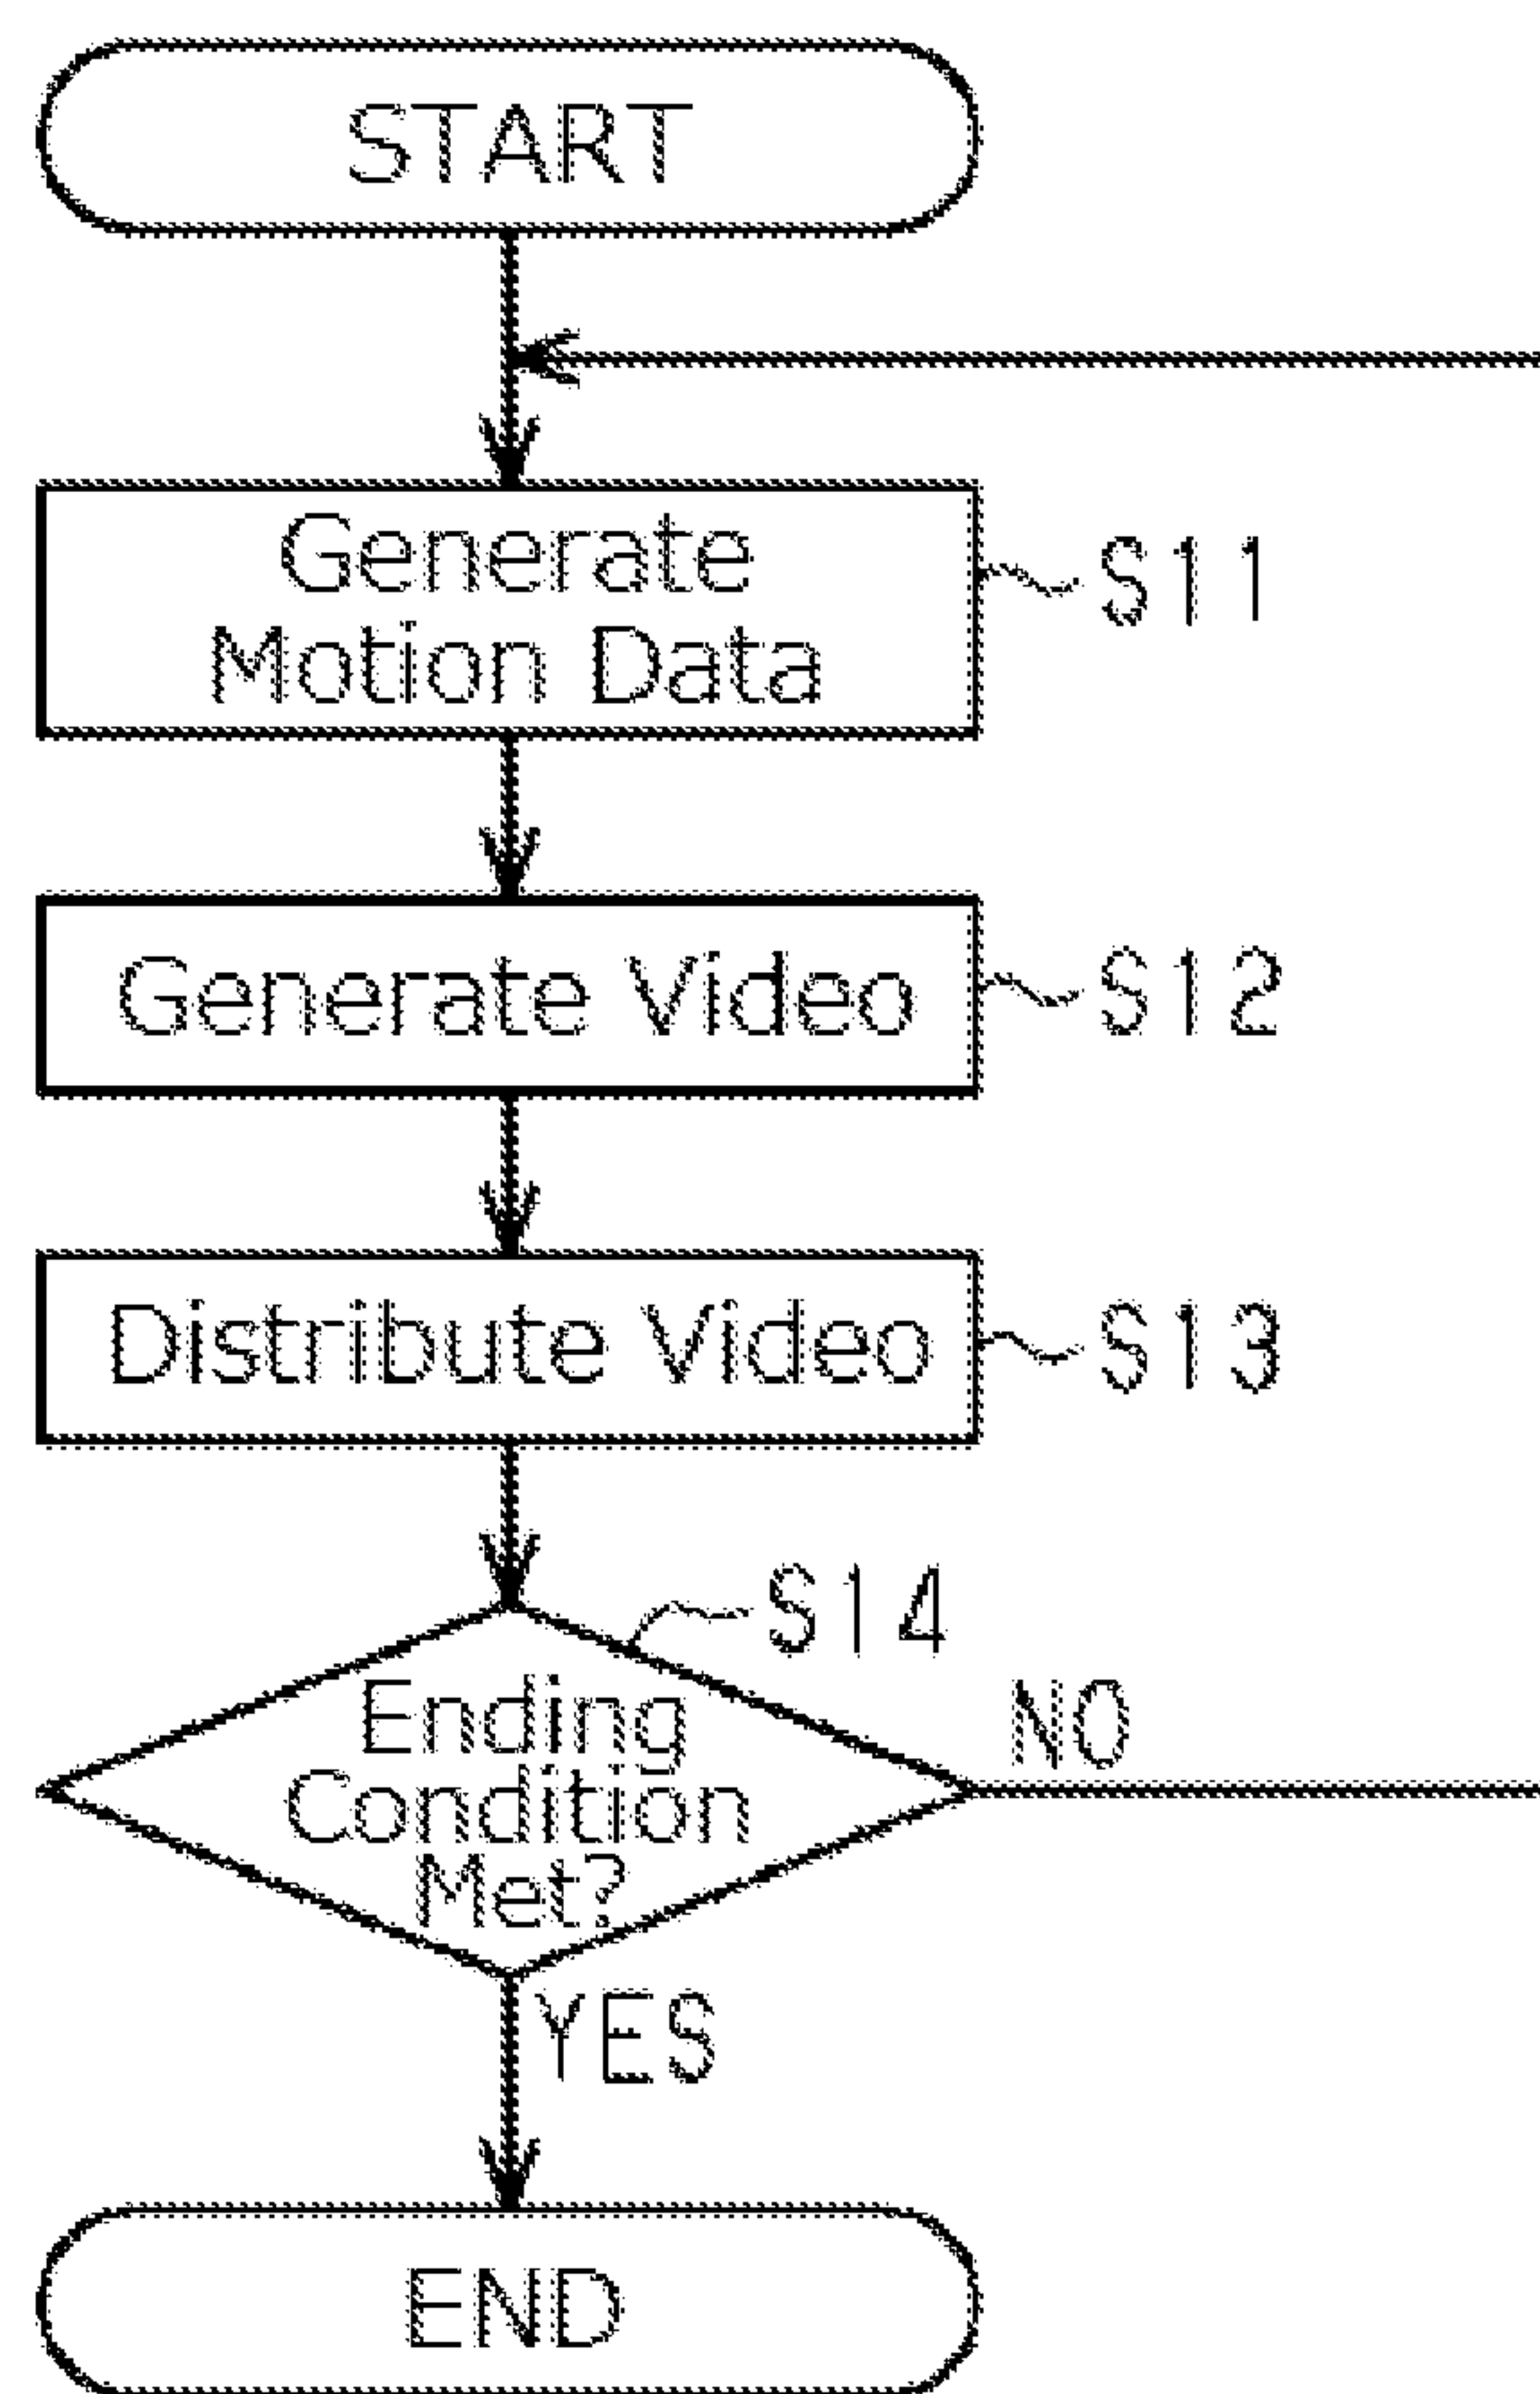 START
Generate
Motion Data
S11
Generate Video
S12
Distribute Video
S13
S14
Ending
Condition
Met?
NO
YES
END